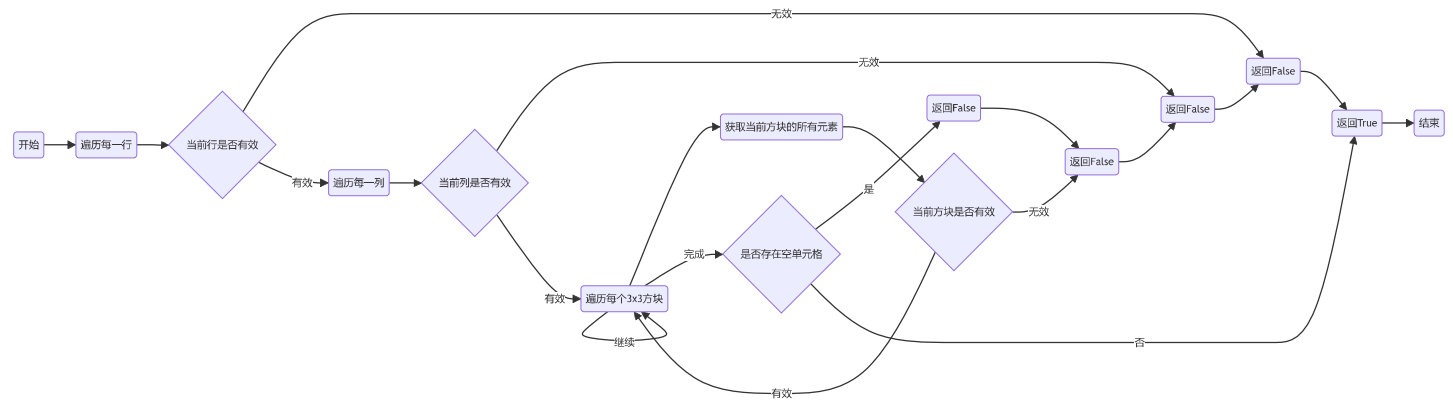 无效
无效
返回False
返回False
返回False
获取当前方块的所有元素
返回True
结束
开始
遍历每一行
当前行是否有效
返回False
有效
遍历每一列
当前列是否有效
是
当前方块是否有效
无效
完成
是否存在空单元格
有效
遍历每个3x3方块
继续
否
有效